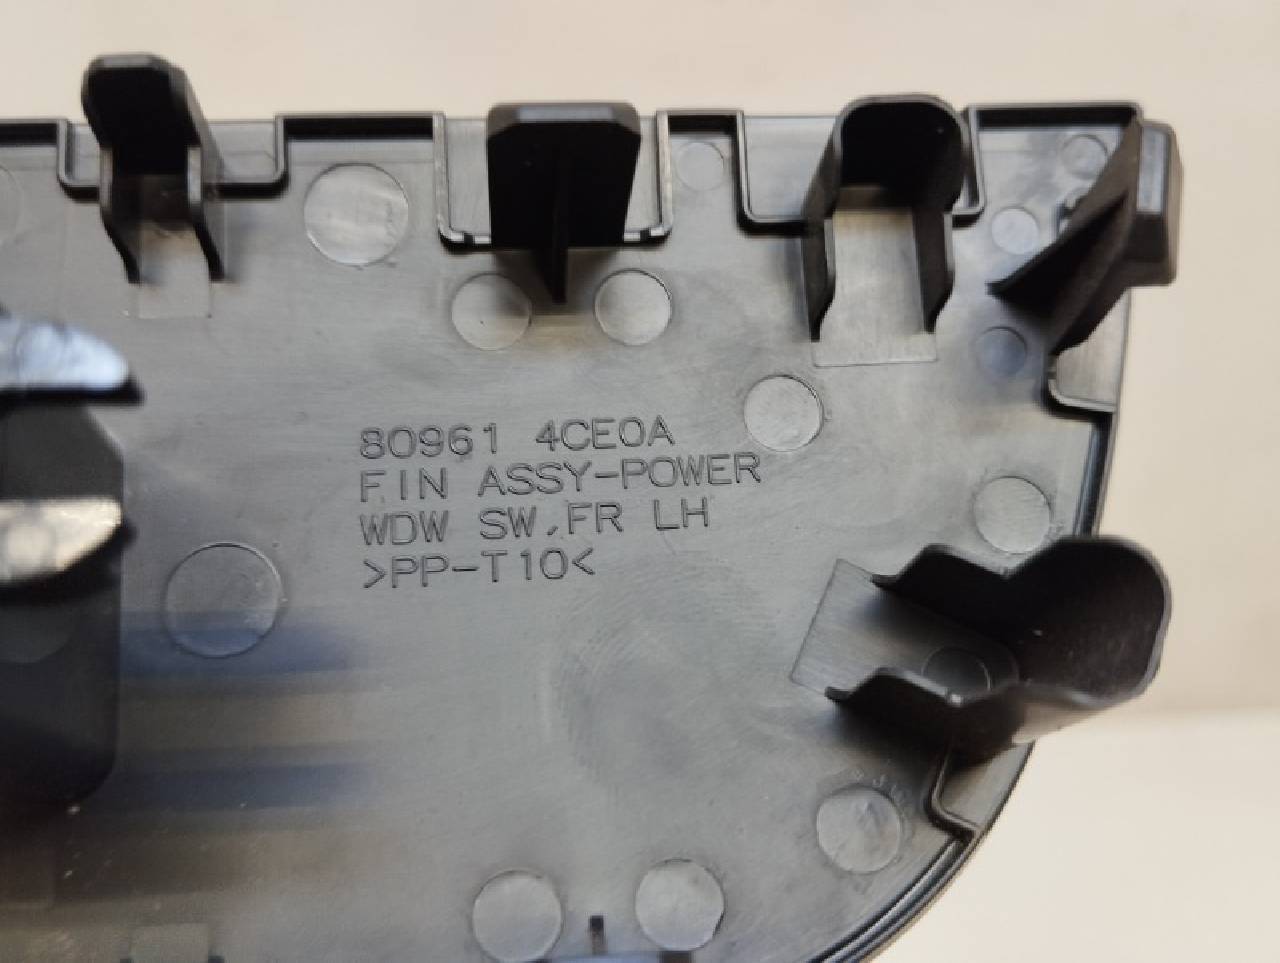 80961 4CE0A
FIN ASSY-POWER
WDW SW,FR LH
>PP-T10<